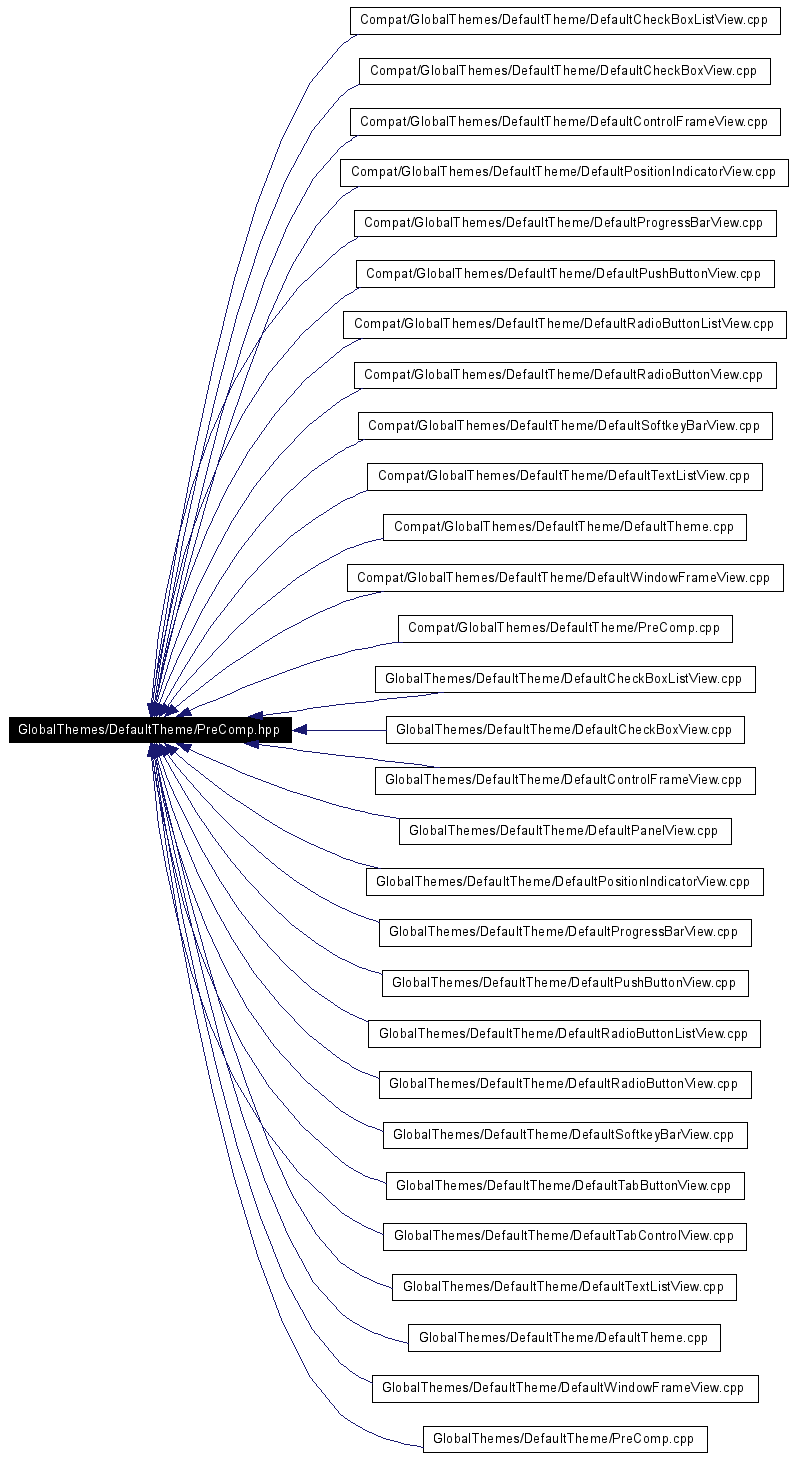 Compat/GlobalThemes/DefaultTheme/DefaultCheckBoxListView.cpp
Compat/GlobalThemes/DefaultTheme/DefaultCheckBoxView.cpp
Compat/GlobalThemes/DefaultTheme/DefaultControlFrameView.cpp
Compat/GlobalThemes/DefaultTheme/DefaultPositionIndicatorView.cpp
Compat/GlobalThemes/DefaultTheme/DefaultProgressBarView.cpp
Compat/GlobalThemes/DefaultTheme/DefaultPushButtonView.cpp
Compat/GlobalThemes/DefaultTheme/DefaultRadioButtonListView.cpp
Compat/GlobalThemes/DefaultTheme/DefaultRadioButtonView.cpp
Compat/GlobalThemes/DefaultTheme/DefaultSoftkeyBarView.cpp
Compat/GlobalThemes/DefaultTheme/DefaultTextListView.cpp
Compat/GlobalThemes/DefaultTheme/DefaultTheme.cpp
Compat/GlobalThemes/DefaultTheme/DefaultWindowFrameView.cpp
Compat/GlobalThemes/DefaultTheme/PreComp.cpp
GlobalThemes/DefaultTheme/DefaultCheckBoxListView.cpp
GlobalThemes/DefaultTheme/PreComp.hpp
GlobalThemes/DefaultTheme/DefaultCheckBoxView.cpp
GlobalThemes/DefaultTheme/DefaultControlFrameView.cpp
GlobalThemes/DefaultTheme/DefaultPanelView.cpp
GlobalThemes/DefaultTheme/DefaultPositionIndicatorView.cpp
GlobalThemes/DefaultTheme/DefaultProgressBarView.cpp
GlobalThemes/DefaultTheme/DefaultPushButtonView.cpp
GlobalThemes/DefaultTheme/DefaultRadioButtonListView.cpp
GlobalThemes/DefaultTheme/DefaultRadioButtonView.cpp
GlobalThemes/DefaultTheme/DefaultSoftkeyBarView.cpp
GlobalThemes/DefaultTheme/DefaultTabButtonView.cpp
GlobalThemes/DefaultTheme/DefaultTabControlView.cpp
GlobalThemes/DefaultTheme/DefaultTextListView.cpp
GlobalThemes/DefaultTheme/DefaultTheme.cpp
GlobalThemes/DefaultTheme/DefaultWindowFrameView.cpp
GlobalThemes/DefaultTheme/PreComp.cpp